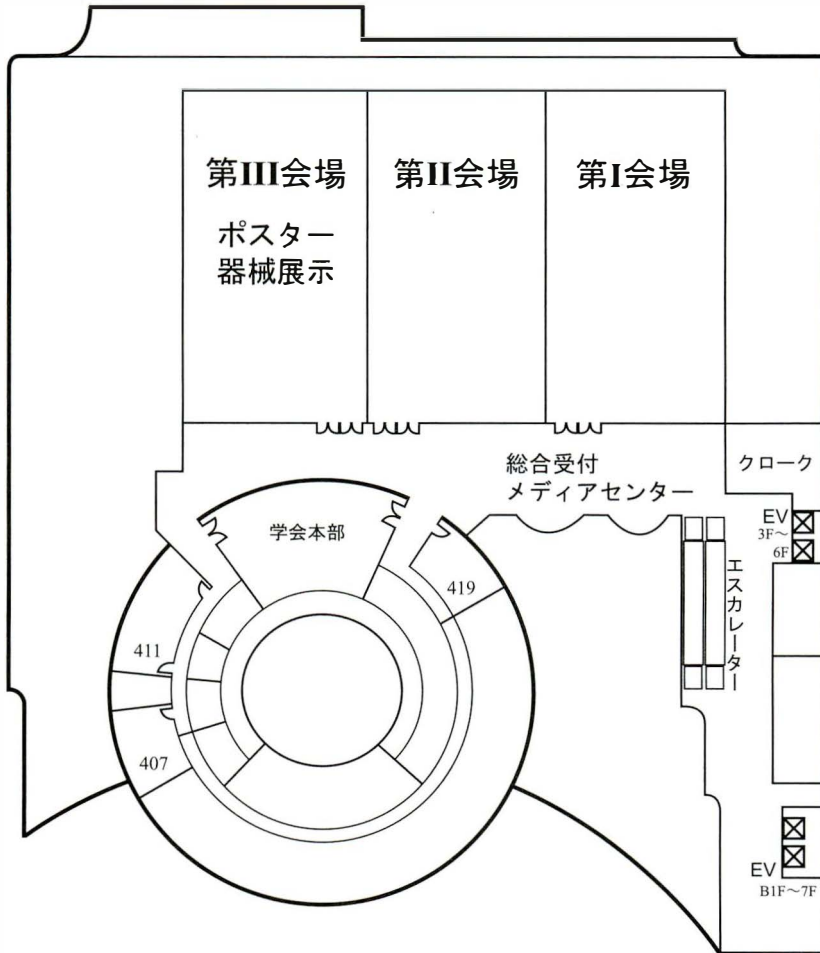 第III会場
ポスター
器械展示
第II会場
第I会場
総合受付
メディアセンター
クローク
EV
3F～
6F
エスカレーター
学会本部
419
411
407
EV
B1F～7F